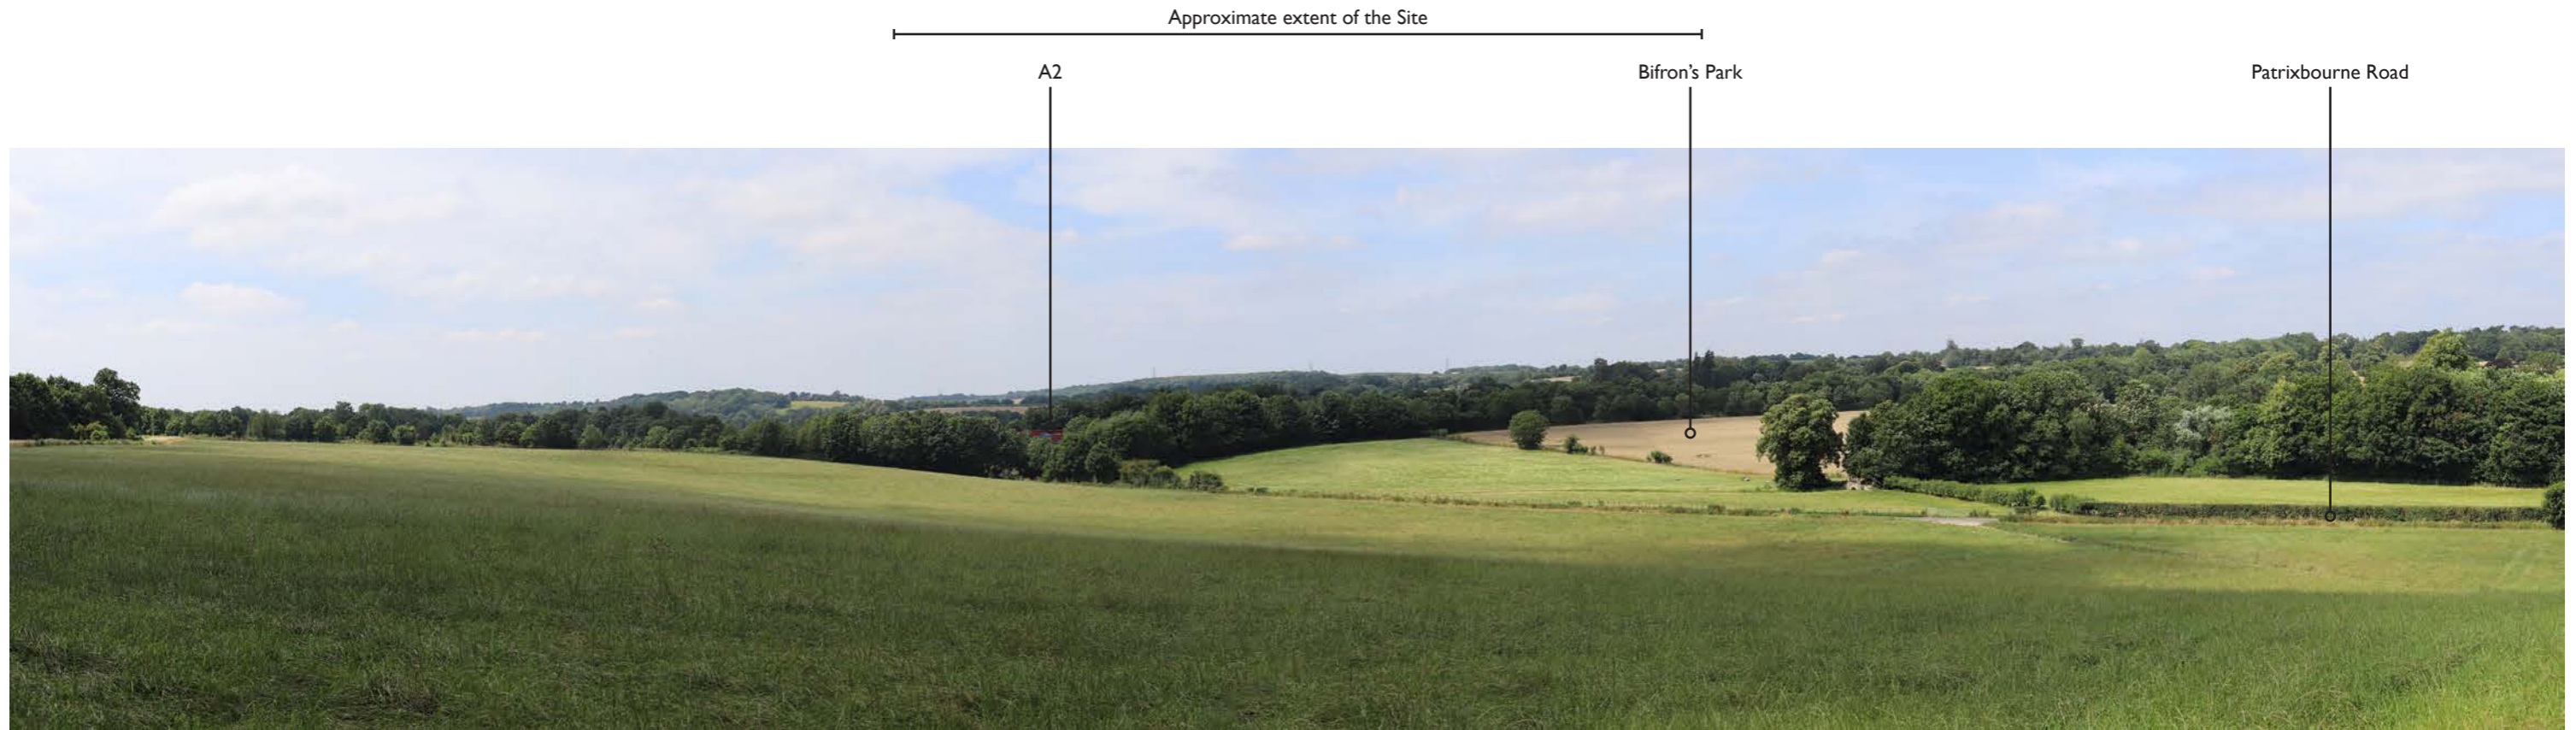 Approximate extent of the Site
A2
Bifron's Park
Patrixbourne Road